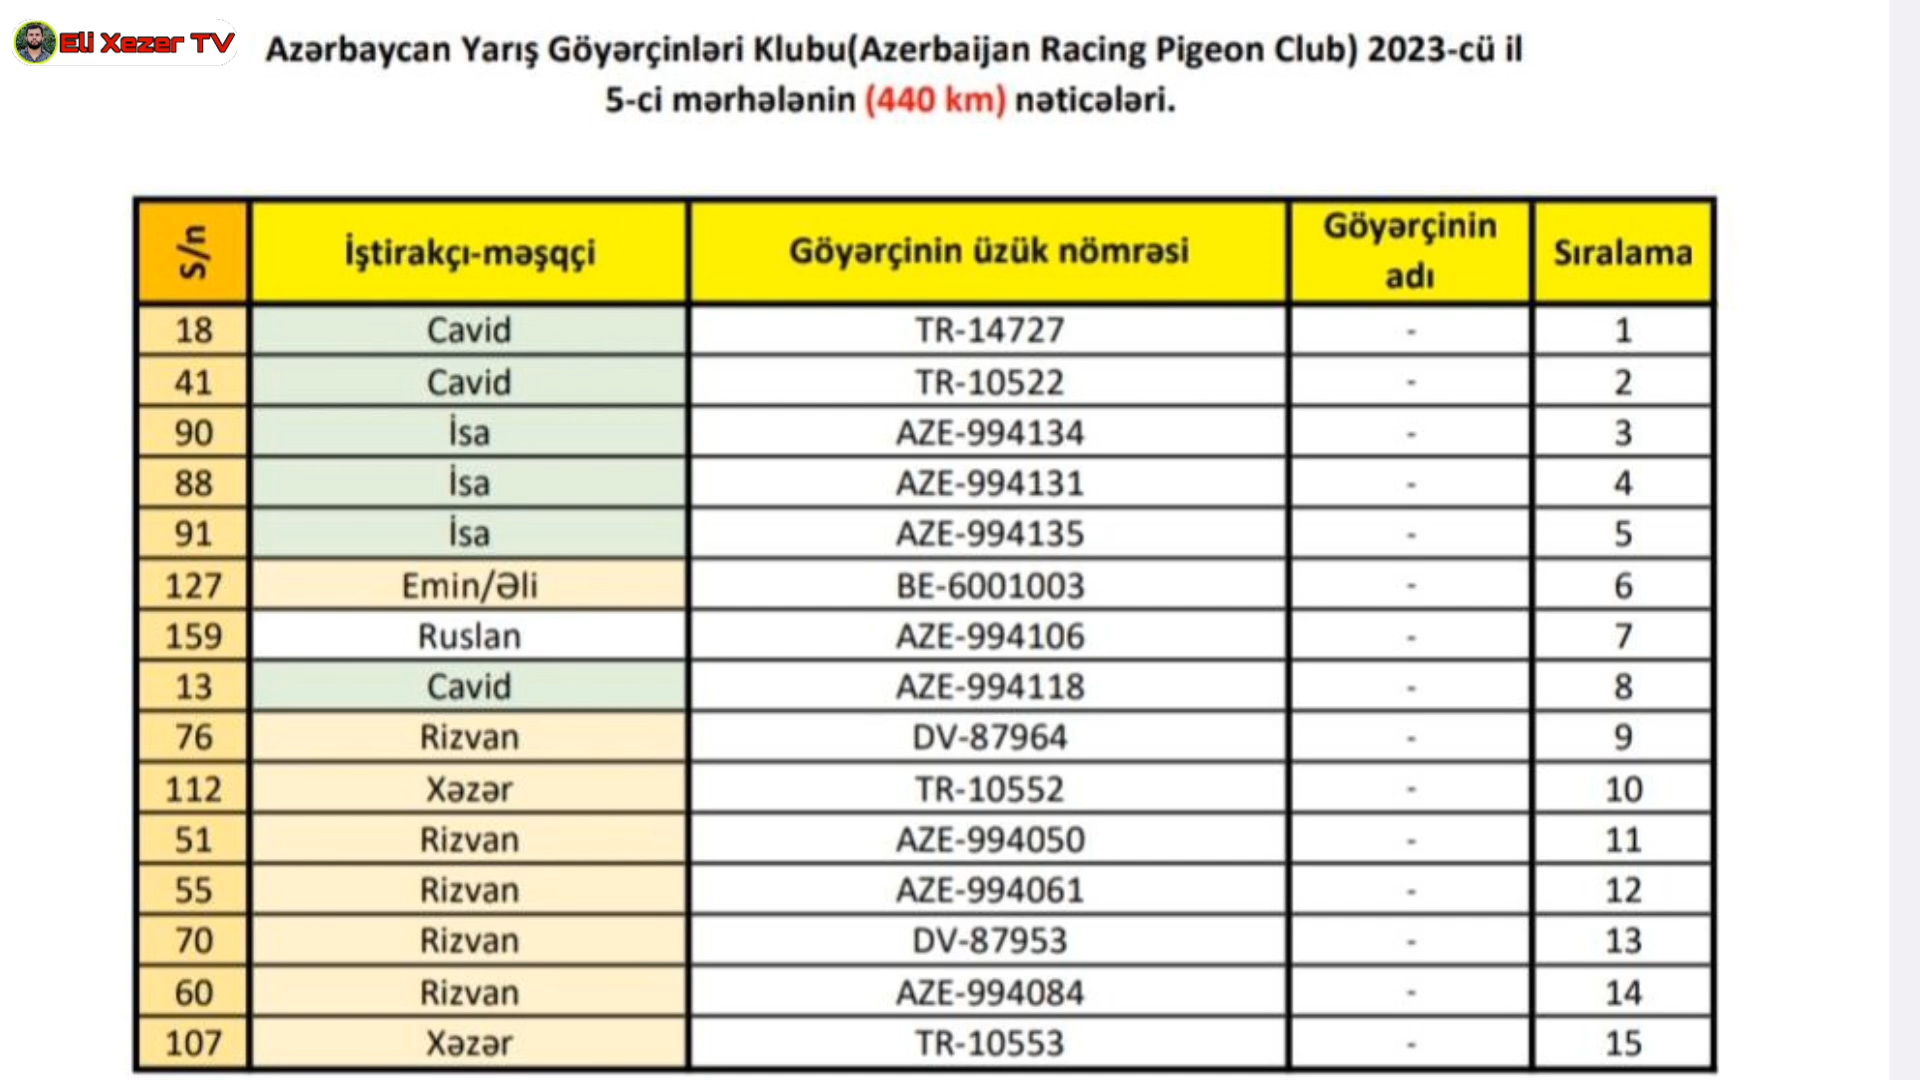 Eli Xezer TV
Azərbaycan Yarış Göyərçinləri Klubu(Azerbaijan Racing Pigeon Club) 2023-cü il
5-ci mərhələnin (440 km) nəticələri.
S/n İştirakçı-məşqçi Göyərçinin üzük nömrəsi Göyərçinin adı Sıralama
18 Cavid TR-14727 - 1
41 Cavid TR-10522 - 2
90 İsa AZE-994134 - 3
88 İsa AZE-994131 - 4
91 İsa AZE-994135 - 5
127 Emin/Əli BE-6001003 - 6
159 Ruslan AZE-994106 - 7
13 Cavid AZE-994118 - 8
76 Rizvan DV-87964 - 9
112 Xəzər TR-10552 - 10
51 Rizvan AZE-994050 - 11
55 Rizvan AZE-994061 - 12
70 Rizvan DV-87953 - 13
60 Rizvan AZE-994084 - 14
107 Xəzər TR-10553 - 15